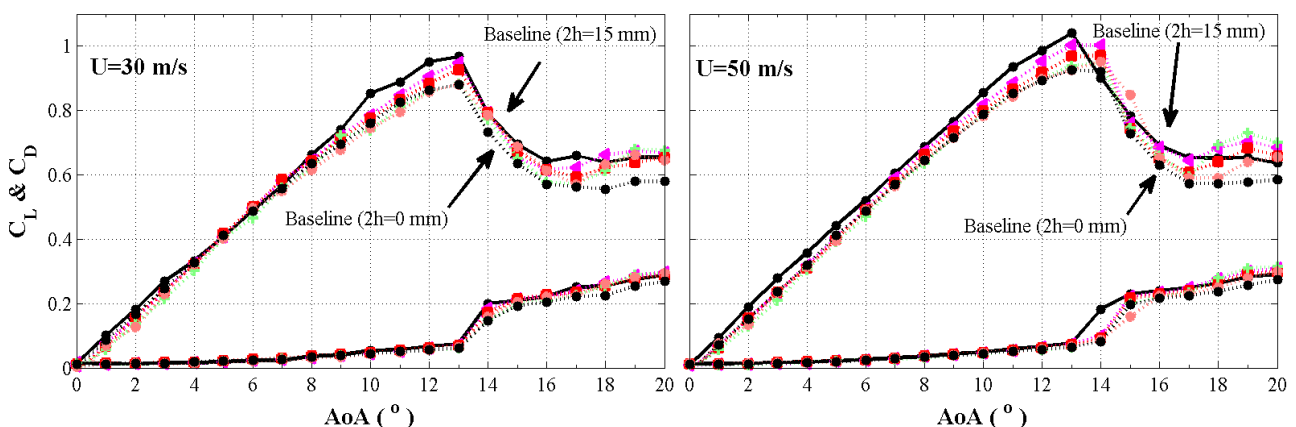 C_L & C_D
1
0.8
0.6
0.4
0.2
0
U=30 m/s
Baseline (2h=15 mm)
Baseline (2h=0 mm)
0 2 4 6 8 10 12 14 16 18 20
AoA ( ° )
U=50 m/s
Baseline (2h=15 mm)
Baseline (2h=0 mm)
0 2 4 6 8 10 12 14 16 18 20
AoA ( ° )